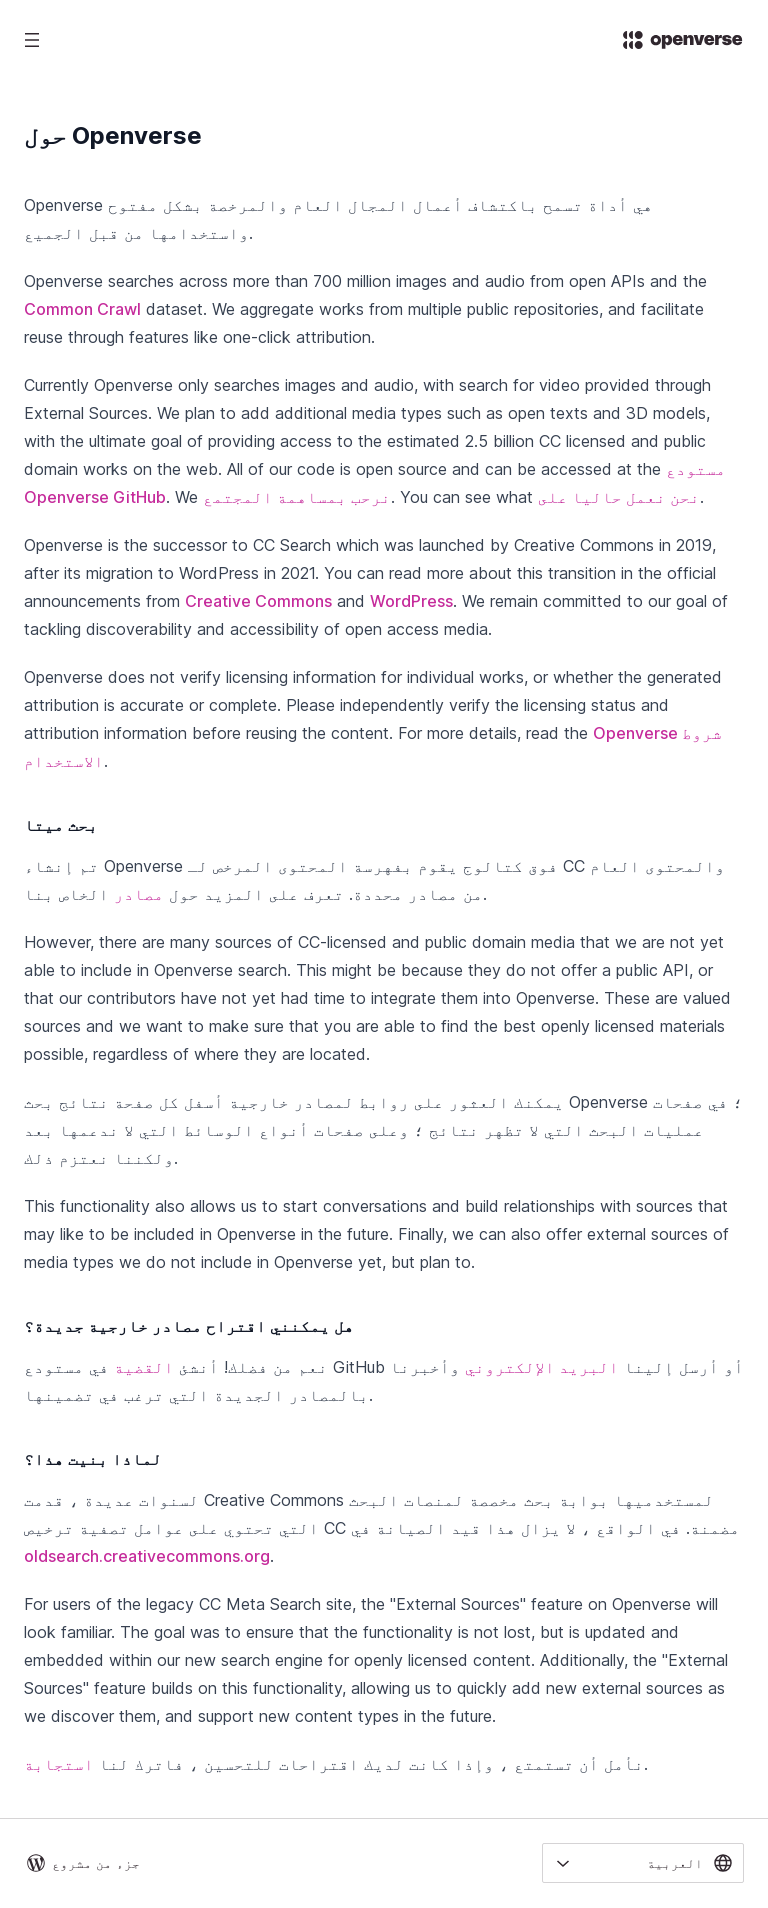 openverse
حول Openverse
Openverse هي أداة تسمح باكتشاف أعمال المجال العام والمرخصة بشكل مفتوح
واستخدامها من قبل الجميع.
Openverse searches across more than 700 million images and audio from open APIs and the
Common Crawl dataset. We aggregate works from multiple public repositories, and facilitate
reuse through features like one-click attribution.
Currently Openverse only searches images and audio, with search for video provided through
External Sources. We plan to add additional media types such as open texts and 3D models,
with the ultimate goal of providing access to the estimated 2.5 billion CC licensed and public
domain works on the web. All of our code is open source and can be accessed at the مستودع
Openverse GitHub. We نرحب بمساهمة المجتمع. You can see what نحن نعمل حاليا على.
Openverse is the successor to CC Search which was launched by Creative Commons in 2019,
after its migration to WordPress in 2021. You can read more about this transition in the official
announcements from Creative Commons and WordPress. We remain committed to our goal of
tackling discoverability and accessibility of open access media.
Openverse does not verify licensing information for individual works, or whether the generated
attribution is accurate or complete. Please independently verify the licensing status and
attribution information before reusing the content. For more details, read the Openverse شروط
الاستخدام.
بحث ميتا
تم إنشاء Openverse فوق كتالوج يقوم بفهرسة المحتوى المرخص لـ CC والمحتوى العام
من مصادر محددة. تعرف على المزيد حول مصادر الخاص بنا.
However, there are many sources of CC-licensed and public domain media that we are not yet
able to include in Openverse search. This might be because they do not offer a public API, or
that our contributors have not yet had time to integrate them into Openverse. These are valued
sources and we want to make sure that you are able to find the best openly licensed materials
possible, regardless of where they are located.
يمكنك العثور على روابط لمصادر خارجية أسفل كل صفحة نتائج بحث Openverse ؛ في صفحات
عمليات البحث التي لا تظهر نتائج ؛ وعلى صفحات أنواع الوسائط التي لا ندعمها بعد
ولكننا نعتزم ذلك.
This functionality also allows us to start conversations and build relationships with sources that
may like to be included in Openverse in the future. Finally, we can also offer external sources of
media types we do not include in Openverse yet, but plan to.
هل يمكنني اقتراح مصادر خارجية جديدة؟
نعم من فضلك! أنشئ القضية في مستودع GitHub أو أرسل إلينا البريد الإلكتروني وأخبرنا
بالمصادر الجديدة التي ترغب في تضمينها.
لماذا بنيت هذا؟
لسنوات عديدة ، قدمت Creative Commons لمستخدميها بوابة بحث مخصصة لمنصات البحث
التي تحتوي على عوامل تصفية ترخيص CC مضمنة. في الواقع ، لا يزال هذا قيد الصيانة في
oldsearch.creativecommons.org.
For users of the legacy CC Meta Search site, the "External Sources" feature on Openverse will
look familiar. The goal was to ensure that the functionality is not lost, but is updated and
embedded within our new search engine for openly licensed content. Additionally, the "External
Sources" feature builds on this functionality, allowing us to quickly add new external sources as
we discover them, and support new content types in the future.
نأمل أن تستمتع ، وإذا كانت لديك اقتراحات للتحسين ، فاترك لنا استجابة.
جزء من مشروع
العربية